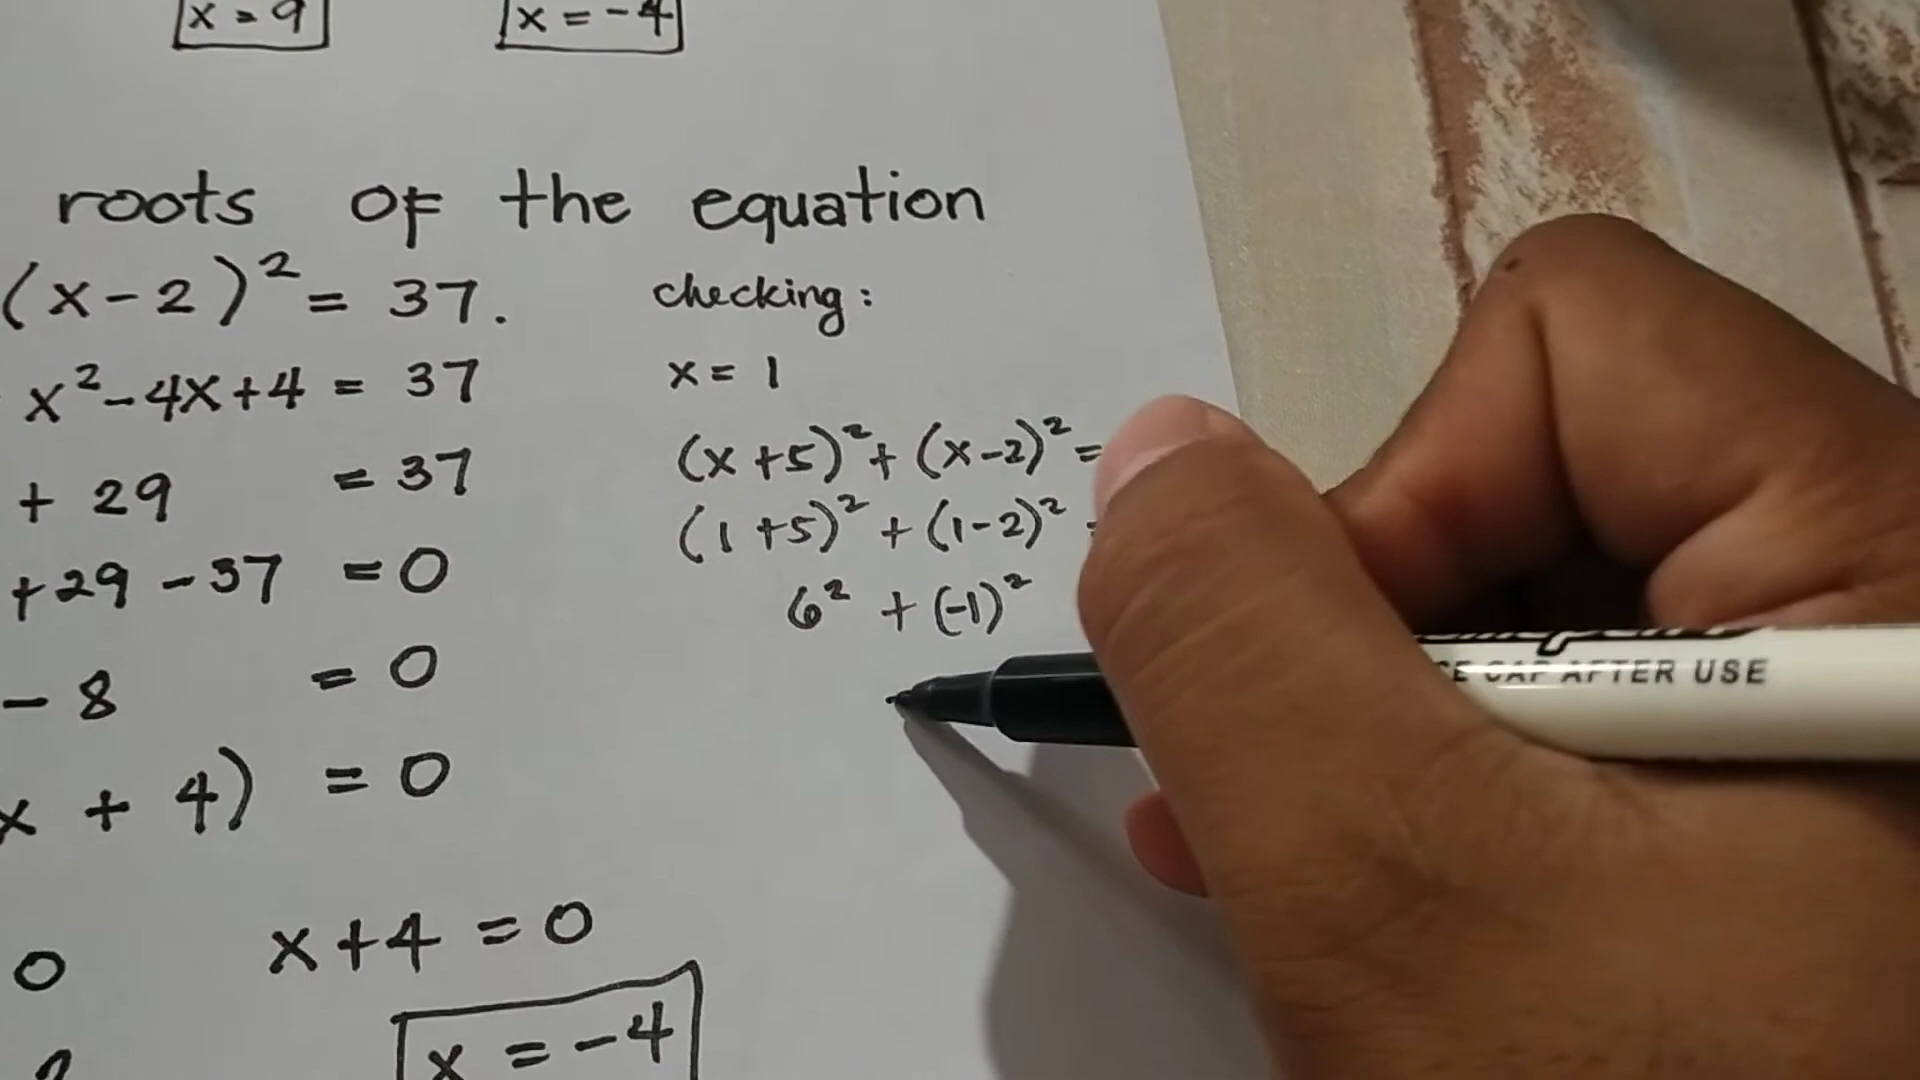 x = 9
x = -4
roots of the equation
(x-2)² = 37.
x² - 4x + 4 = 37
+ 29 = 37
+ 29 - 37 = 0
- 8 = 0
x + 4) = 0
0
x + 4 = 0
x = -4
checking:
x = 1
(x+5)² + (x-2)² =
(1+5)² + (1-2)² =
6² + (-1)²
CAP AFTER USE